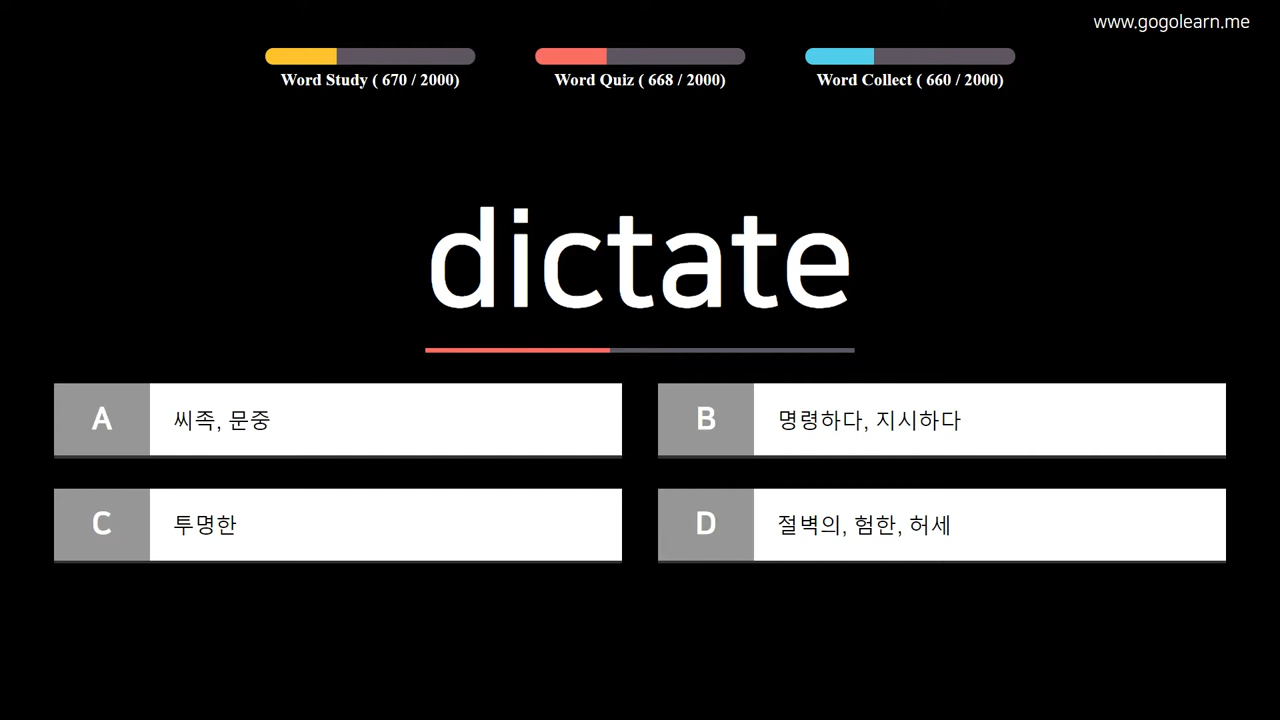 www.gogolearn.me
Word Study ( 670 / 2000)
Word Quiz ( 668 / 2000)
Word Collect ( 660 / 2000)
dictate
A 씨족, 문중
B 명령하다, 지시하다
C 투명한
D 절벽의, 험한, 허세